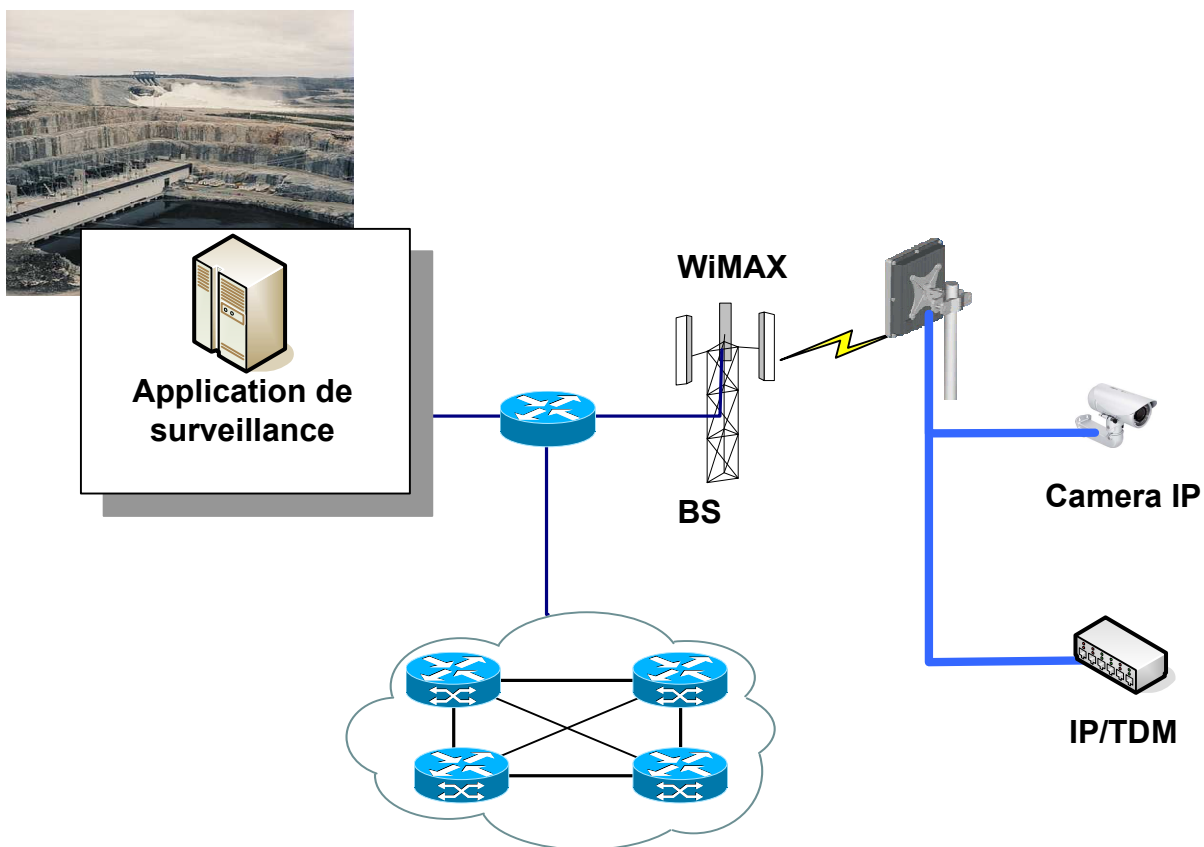 WiMAX
Application de
surveillance
BS
Camera IP
IP/TDM